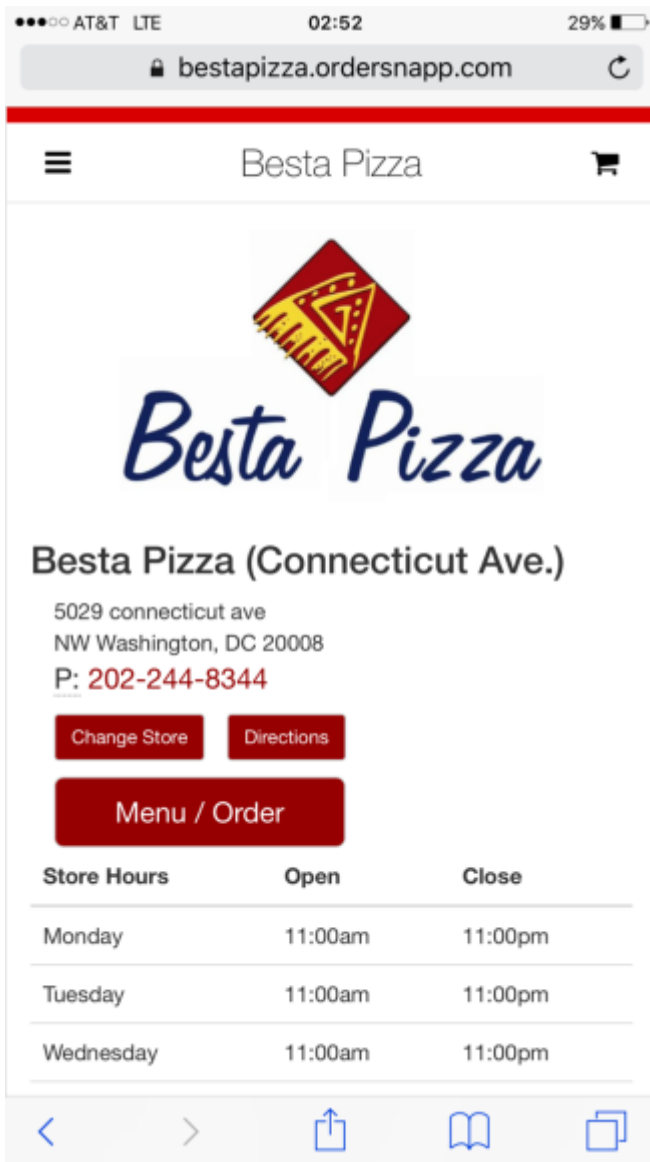 AT&T LTE 02:52 29%
bestapizza.ordersnapp.com
Besta Pizza
Besta Pizza
Besta Pizza (Connecticut Ave.)
5029 connecticut ave
NW Washington, DC 20008
P: 202-244-8344
Change Store Directions
Menu / Order
Store Hours Open Close
Monday 11:00am 11:00pm
Tuesday 11:00am 11:00pm
Wednesday 11:00am 11:00pm